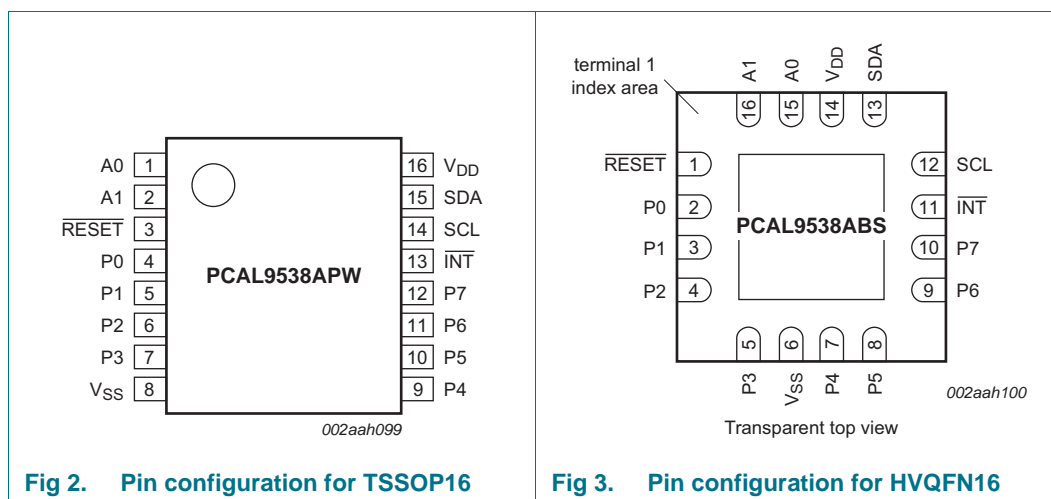 A0 1
A1 2
RESET 3
P0 4
P1 5
P2 6
P3 7
VSS 8
PCAL9538APW
16 VDD
15 SDA
14 SCL
13 INT
12 P7
11 P6
10 P5
9 P4
002aah099
Fig 2. Pin configuration for TSSOP16
terminal 1
index area
A1 A0 VDD SDA
16 15 14 13
RESET 1
P0 2
P1 3
P2 4
PCAL9538ABS
12 SCL
11 INT
10 P7
9 P6
5 6 7 8
P3 VSS P4 P5
002aah100
Transparent top view
Fig 3. Pin configuration for HVQFN16